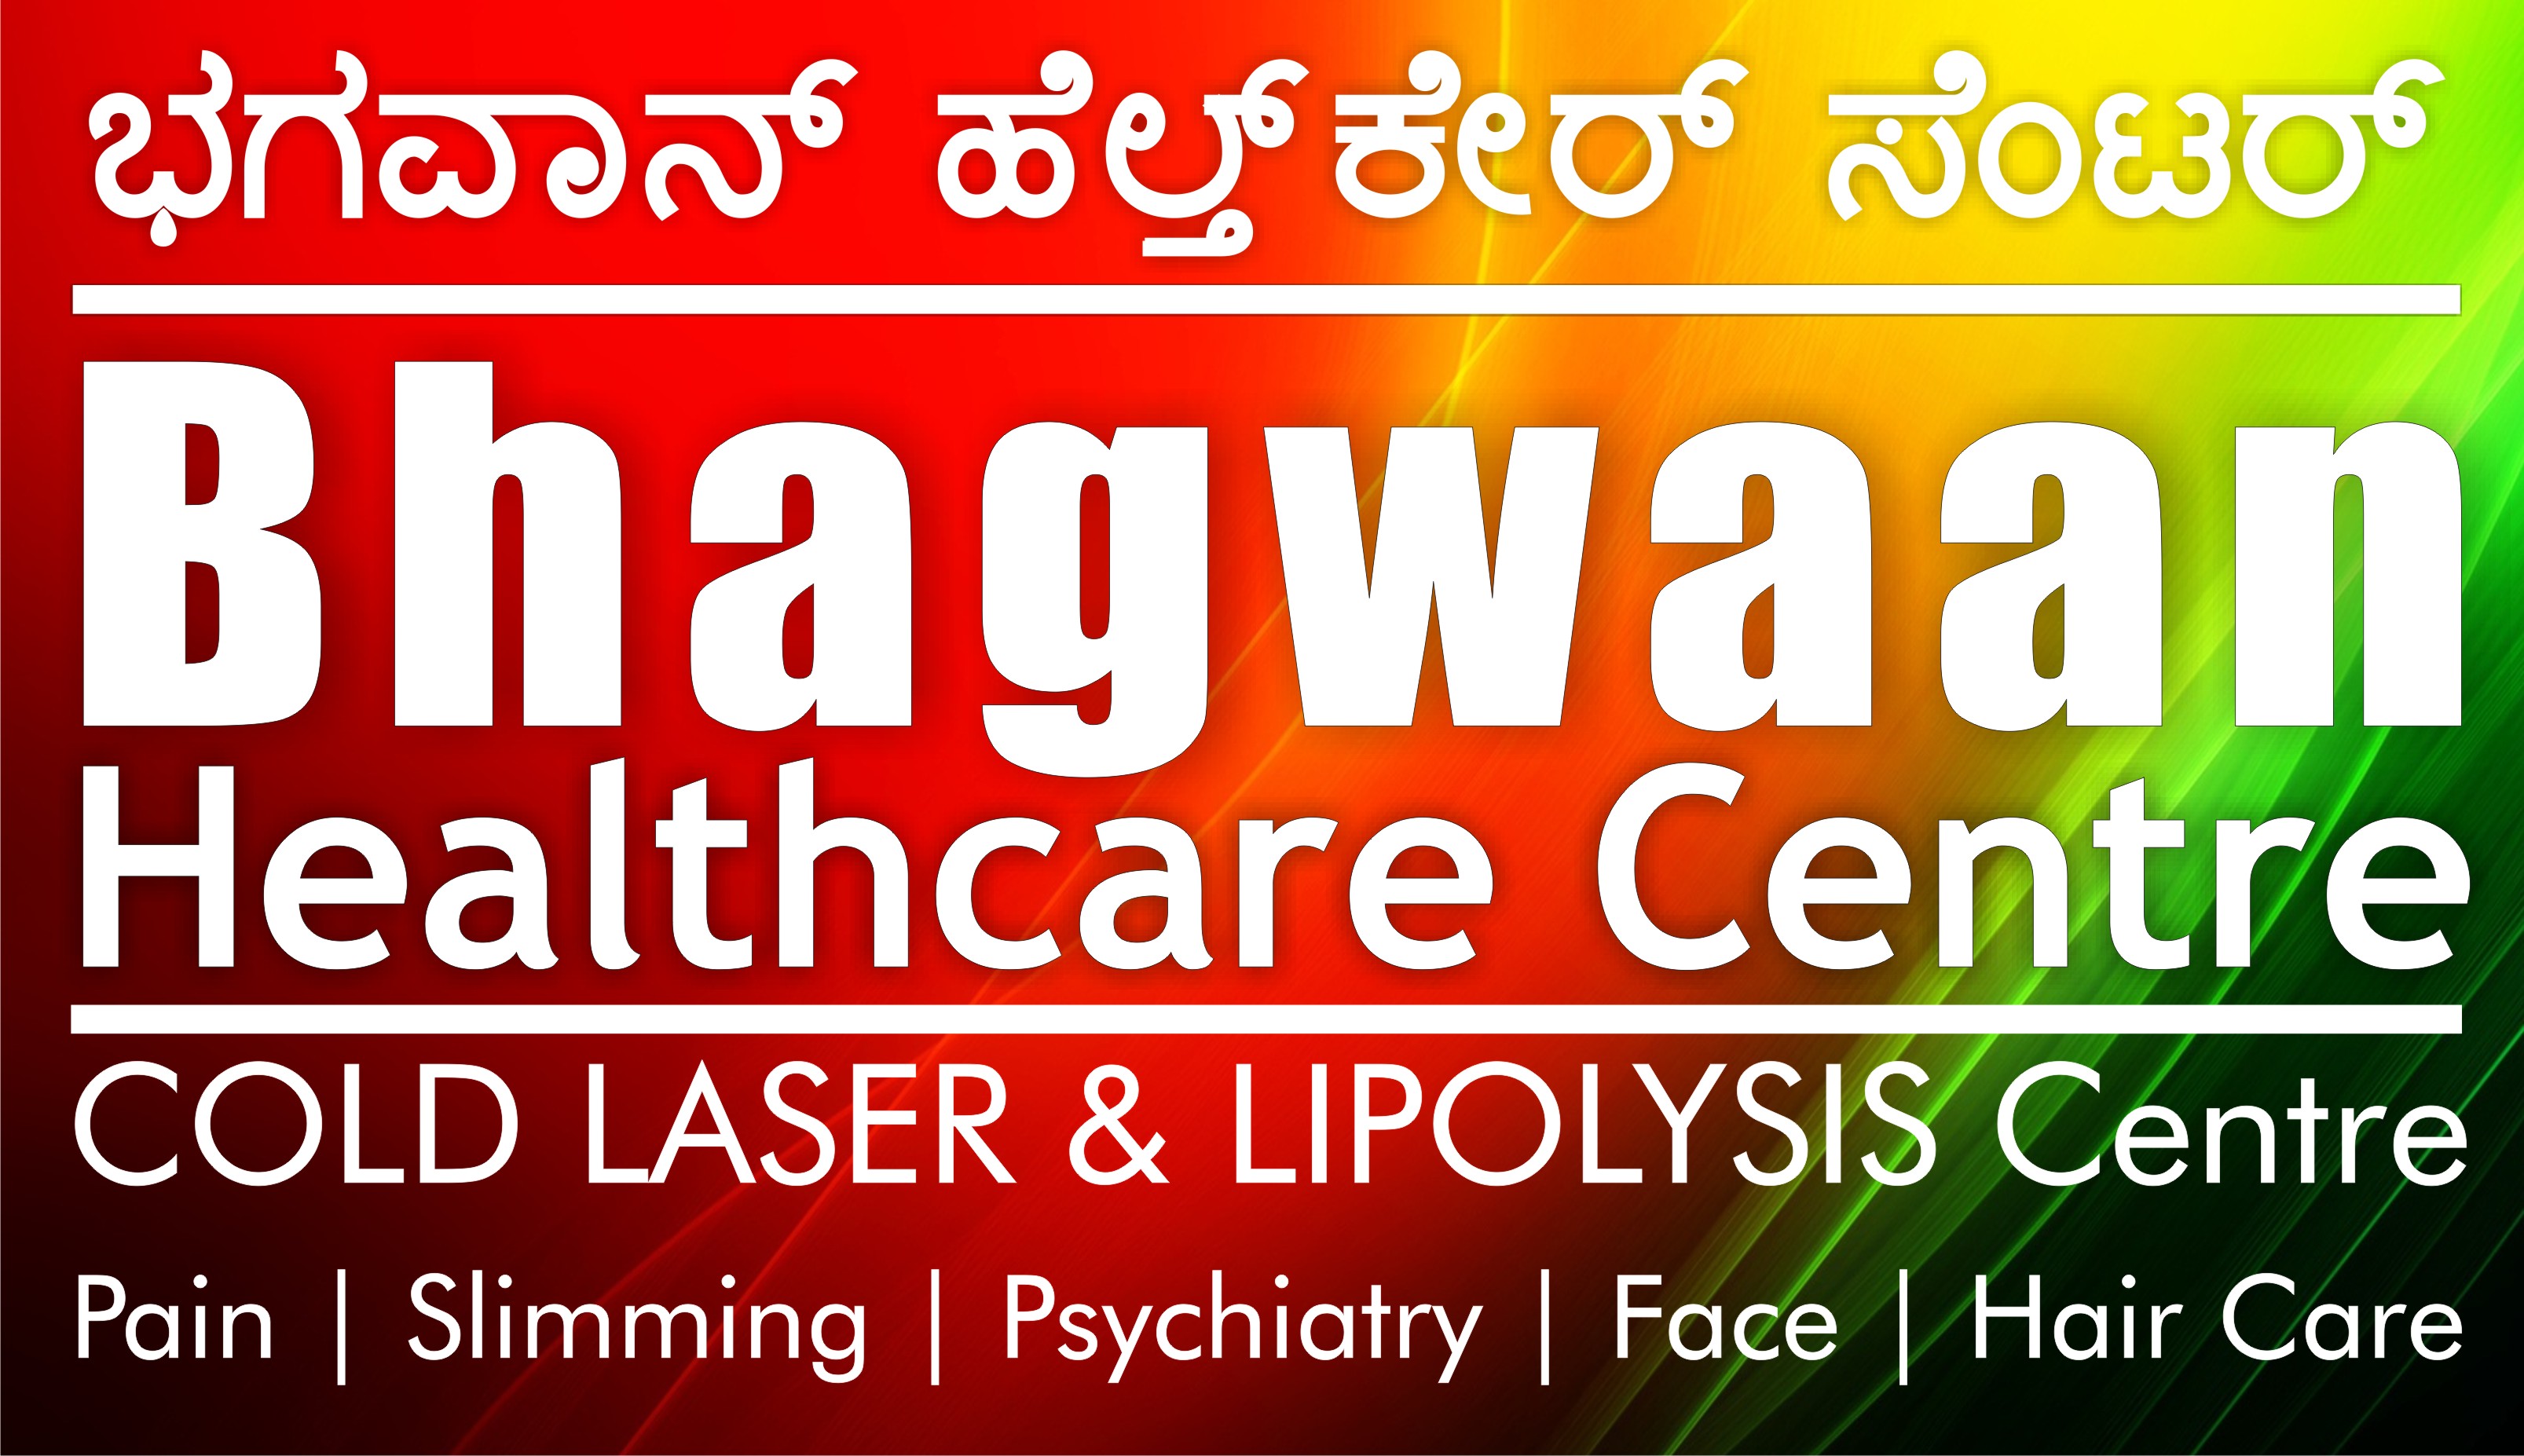 ಭಗವಾನ್ ಹೆಲ್ತ್‌ಕೇರ್ ಸೆಂಟರ್
Bhagwaan
Healthcare Centre
COLD LASER & LIPOLYSIS Centre
Pain | Slimming | Psychiatry | Face | Hair Care